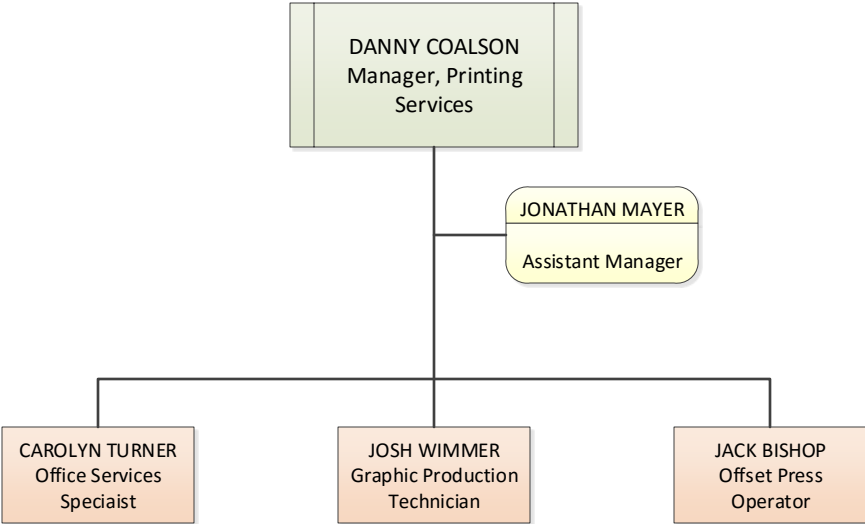 DANNY COALSON
Manager, Printing
Services
JONATHAN MAYER
Assistant Manager
CAROLYN TURNER
Office Services
Speciaist
JOSH WIMMER
Graphic Production
Technician
JACK BISHOP
Offset Press
Operator